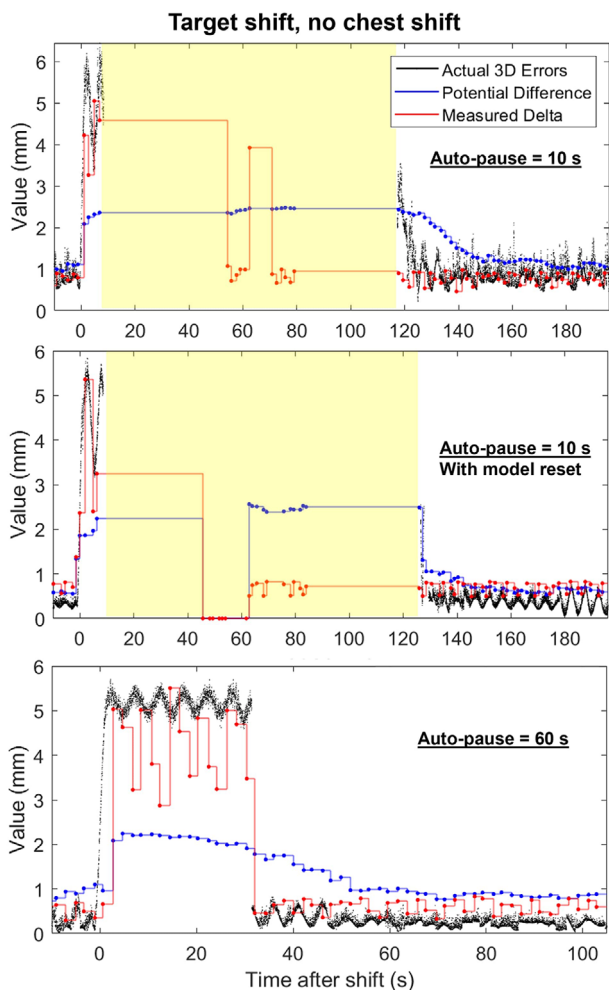 Target shift, no chest shift
6
5
4
3
2
1
0
Value (mm)
Actual 3D Errors
Potential Difference
Measured Delta
Auto-pause = 10 s
0 20 40 60 80 100 120 140 160 180
6
5
4
3
2
1
0
Value (mm)
Auto-pause = 10 s
With model reset
0 20 40 60 80 100 120 140 160 180
6
5
4
3
2
1
0
Value (mm)
Auto-pause = 60 s
0 20 40 60 80 100
Time after shift (s)